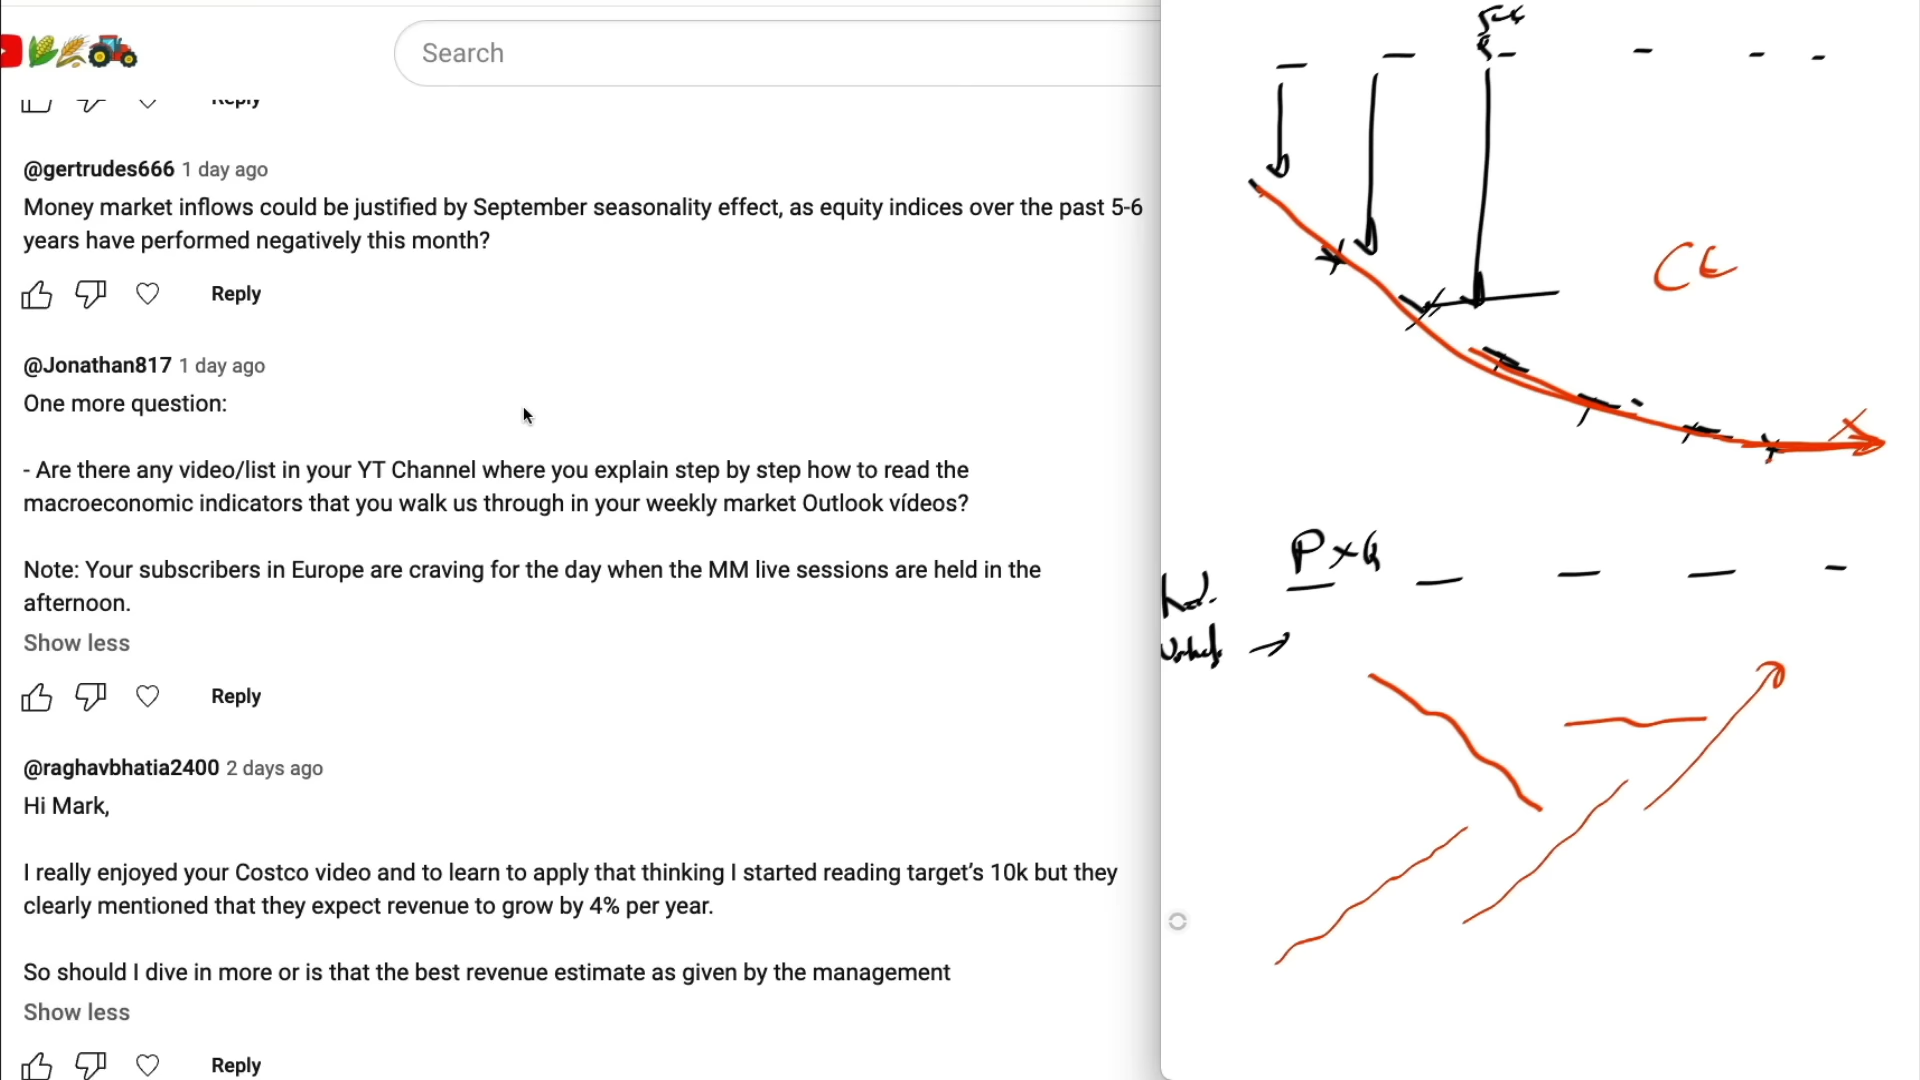 Search
Reply
@gertrudes666 1 day ago
Money market inflows could be justified by September seasonality effect, as equity indices over the past 5-6
years have performed negatively this month?
Reply
@Jonathan817 1 day ago
One more question:
- Are there any video/list in your YT Channel where you explain step by step how to read the
macroeconomic indicators that you walk us through in your weekly market Outlook vídeos?
Note: Your subscribers in Europe are craving for the day when the MM live sessions are held in the
afternoon.
Show less
Reply
@raghavbhatia2400 2 days ago
Hi Mark,
I really enjoyed your Costco video and to learn to apply that thinking I started reading target’s 10k but they
clearly mentioned that they expect revenue to grow by 4% per year.
So should I dive in more or is that the best revenue estimate as given by the management
Show less
Reply
P×Q